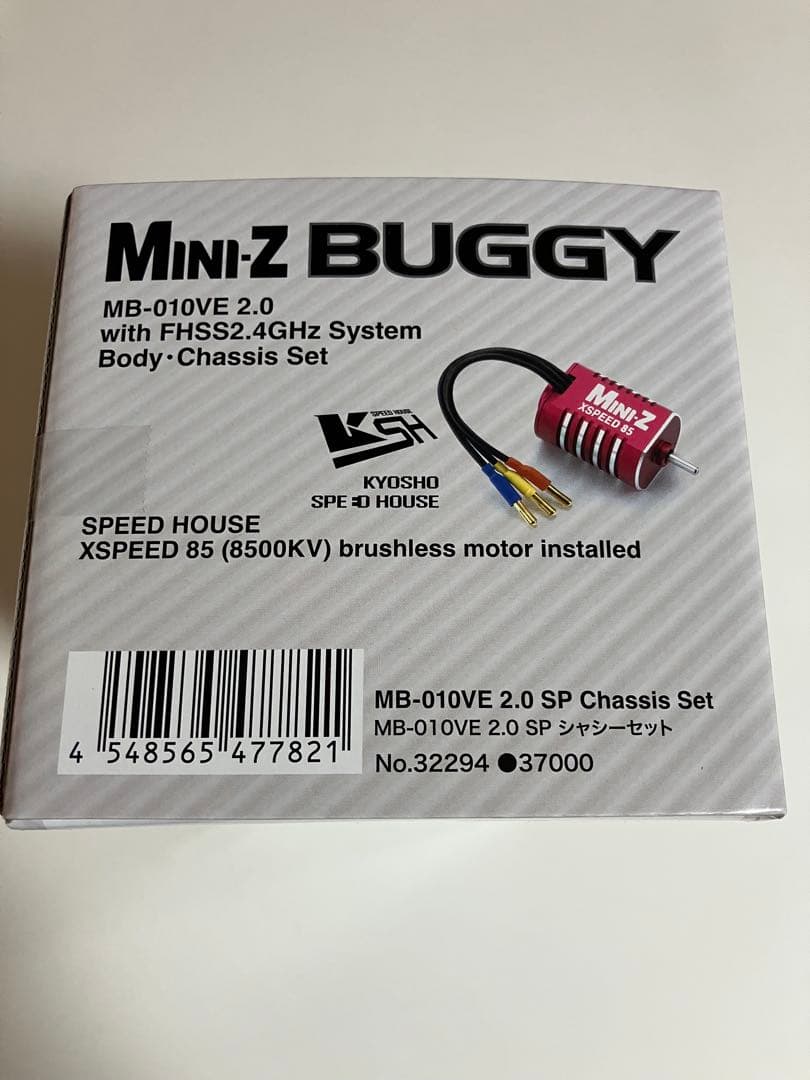 MINI-Z BUGGY
MB-010VE 2.0
with FHSS2.4GHz System
Body･Chassis Set
MINI-Z
XSPEED 85
SPEED HOUSE
KSH
KYOSHO
SPEED HOUSE
SPEED HOUSE
XSPEED 85 (8500KV) brushless motor installed
4 548565 477821
MB-010VE 2.0 SP Chassis Set
MB-010VE 2.0 SP シャシーセット
No.32294 ●37000